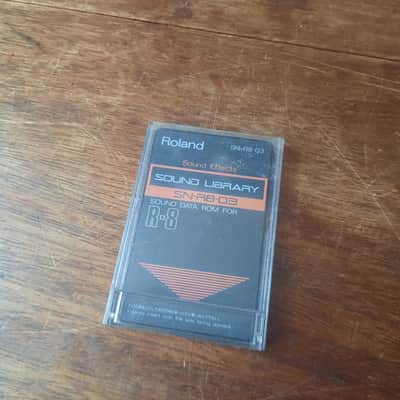 Roland
SN-R8-03
Sound Effects
SOUND LIBRARY
SN-R8-03
SOUND DATA ROM FOR
R-8